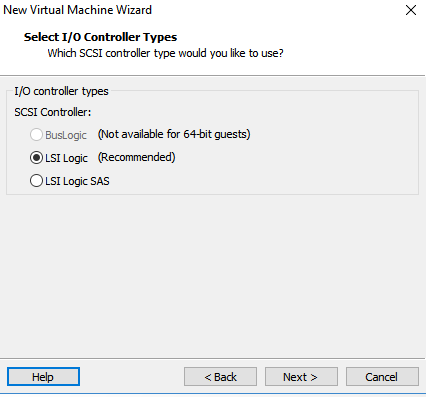 New Virtual Machine Wizard
Select I/O Controller Types
Which SCSI controller type would you like to use?
I/O controller types
SCSI Controller:
BusLogic (Not available for 64-bit guests)
LSI Logic (Recommended)
LSI Logic SAS
Help < Back Next > Cancel